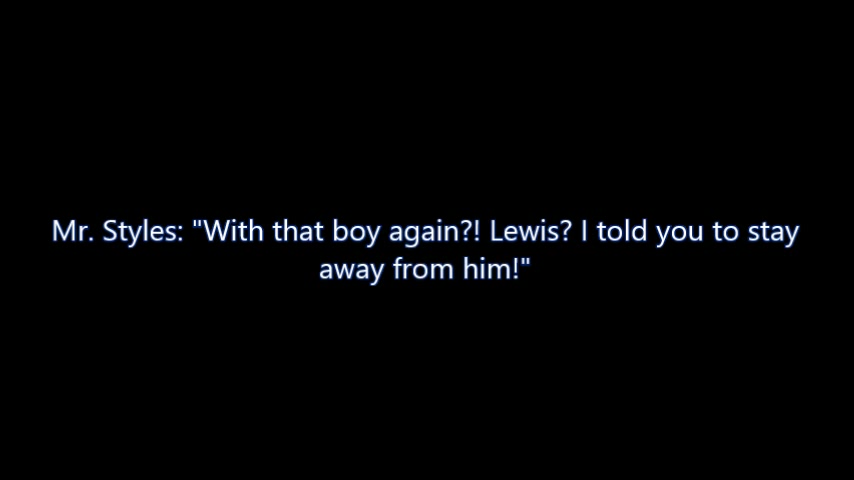 Mr. Styles: "With that boy again?! Lewis? I told you to stay
away from him!"